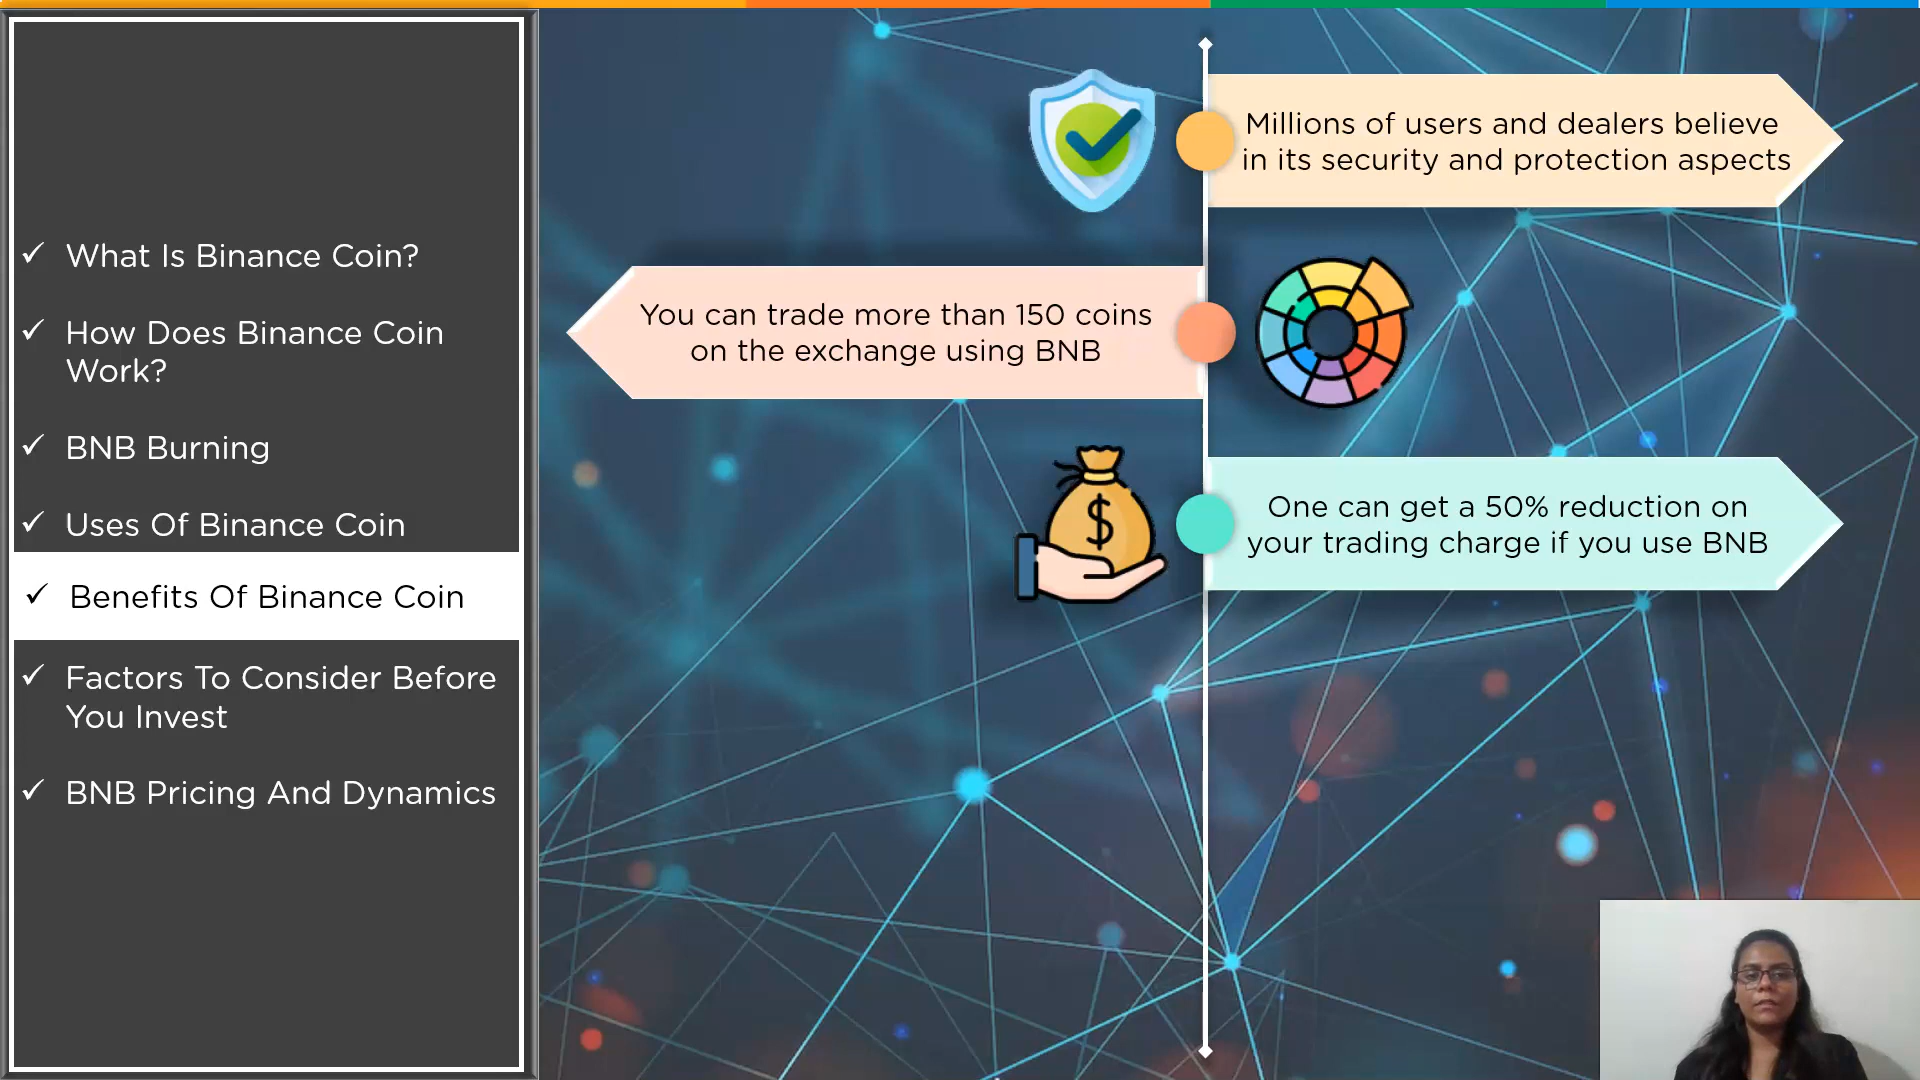 What Is Binance Coin?
How Does Binance Coin
Work?
BNB Burning
Uses Of Binance Coin
Benefits Of Binance Coin
Factors To Consider Before
You Invest
BNB Pricing And Dynamics
Millions of users and dealers believe
in its security and protection aspects
You can trade more than 150 coins
on the exchange using BNB
$
One can get a 50% reduction on
your trading charge if you use BNB